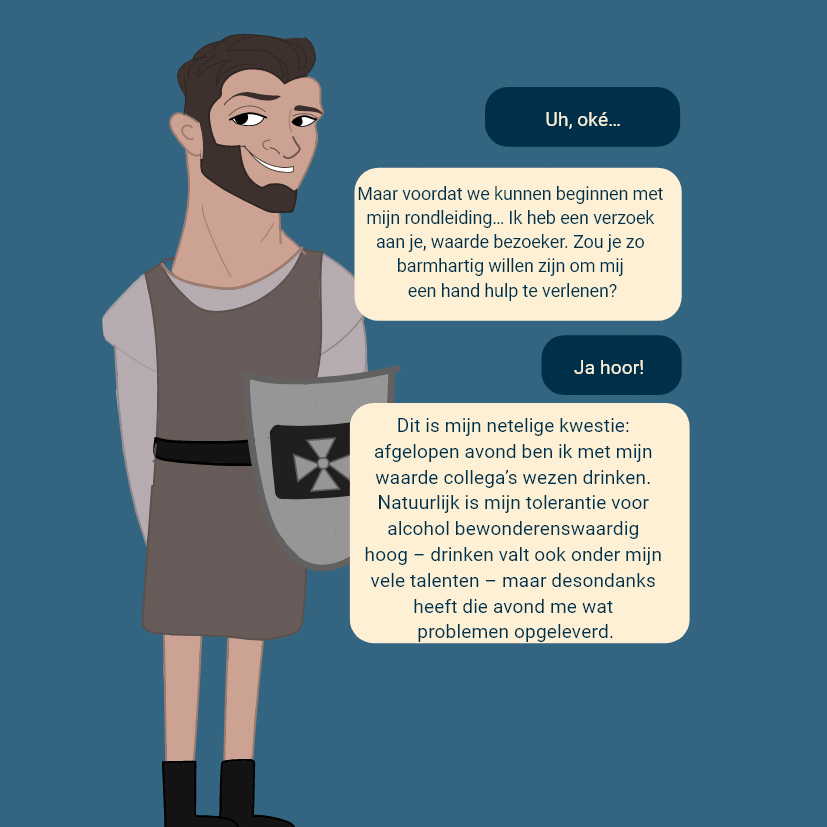 Uh, oké...
Maar voordat we kunnen beginnen met
mijn rondleiding... Ik heb een verzoek
aan je, waarde bezoeker. Zou je zo
barmhartig willen zijn om mij
een hand hulp te verlenen?
Ja hoor!
Dit is mijn netelige kwestie:
afgelopen avond ben ik met mijn
waarde collega's wezen drinken.
Natuurlijk is mijn tolerantie voor
alcohol bewonderenswaardig
hoog – drinken valt ook onder mijn
vele talenten – maar desondanks
heeft die avond me wat
problemen opgeleverd.